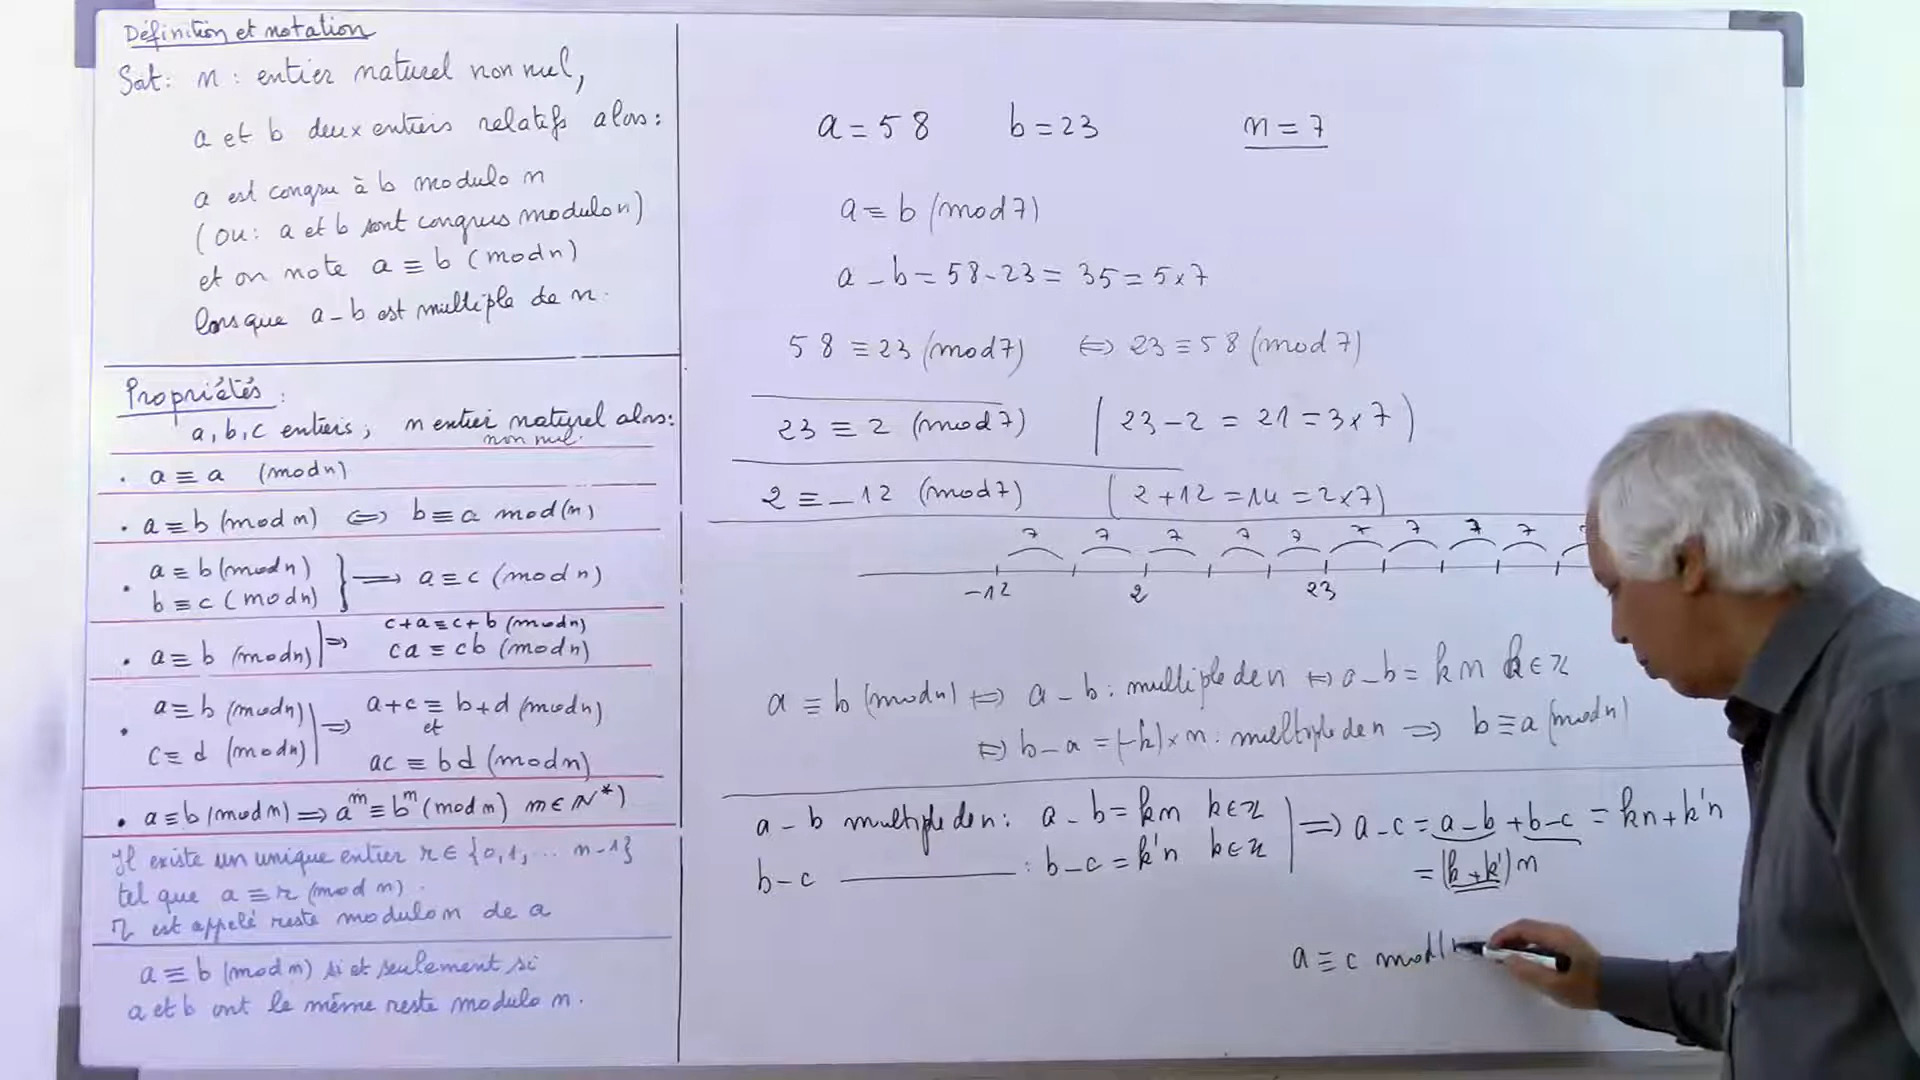 Définition et notation
Soit: n : entier naturel non nul,
a et b deux entiers relatifs alors:
a est congru à b modulo n
(ou: a et b sont congrus modulo n)
et on note a ≡ b (mod n)
lorsque a-b est multiple de n.
Propriétés :
a, b, c entiers, n entier naturel alors:
non nul.
. a ≡ a (mod n)
. a ≡ b (mod n) ⇔ b ≡ a mod(n)
. a ≡ b (mod n)
b ≡ c (mod n) } ⟹ a ≡ c (mod n)
. a ≡ b (mod n) | ⇒ c+a ≡ c+b (mod n)
ca ≡ cb (mod n)
. a ≡ b (mod n)
c ≡ d (mod n) | ⇒ a+c ≡ b+d (mod n)
et
ac ≡ bd (mod n)
. a ≡ b (mod n) ⟹ a^m ≡ b^m (mod n) m ∈ N*)
Il existe un unique entier r ∈ {0,1, ... n-1}
tel que a ≡ r (mod n).
r est appelé reste modulo n de a
a ≡ b (mod n) si et seulement si
a et b ont le même reste modulo n.
a = 58 b = 23 n = 7
a ≡ b (mod 7)
a - b = 58 - 23 = 35 = 5 × 7
58 ≡ 23 (mod 7) ⇔ 23 ≡ 58 (mod 7)
23 ≡ 2 (mod 7) ( 23 - 2 = 21 = 3 × 7 )
2 ≡ -12 (mod 7) ( 2 + 12 = 14 = 2 × 7 )
7 7 7 7 7 7 7 7 7
-12 2 23
a ≡ b (mod n) ⇔ a - b : multiple de n ⇔ a - b = kn k ∈ Z
⇔ b - a = (-k) × n : multiple de n ⟹ b ≡ a (mod n)
a - b multiple de n : a - b = kn k ∈ Z | ⟹ a - c = a - b + b - c = kn + k'n
b - c ——— : b - c = k'n k ∈ Z | = (k + k') n
a ≡ c mod(